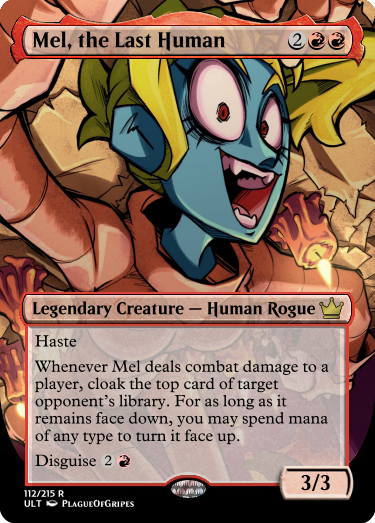 Mel, the Last Human 2
Legendary Creature — Human Rogue
Haste
Whenever Mel deals combat damage to a
player, cloak the top card of target
opponent's library. For as long as it
remains face down, you may spend mana
of any type to turn it face up.
Disguise 2
3/3
112/215 R
ULT PlagueOfGripes